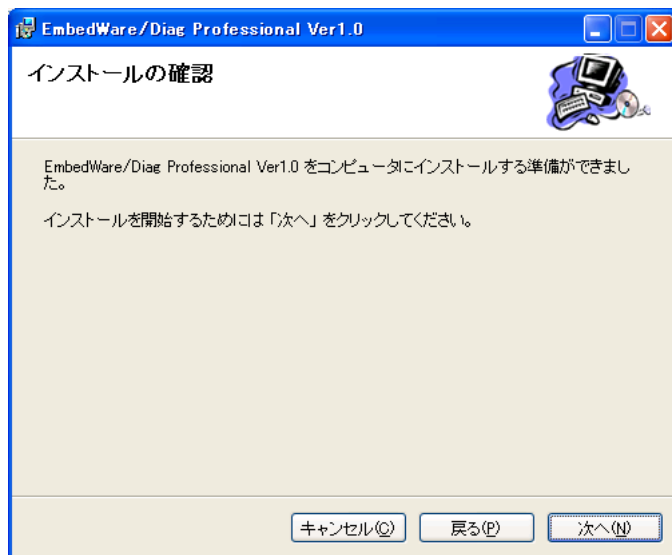 EmbedWare/Diag Professional Ver1.0
インストールの確認
EmbedWare/Diag Professional Ver1.0 をコンピュータにインストールする準備ができまし
た。
インストールを開始するためには「次へ」をクリックしてください。
キャンセル(C)
戻る(P)
次へ(N)